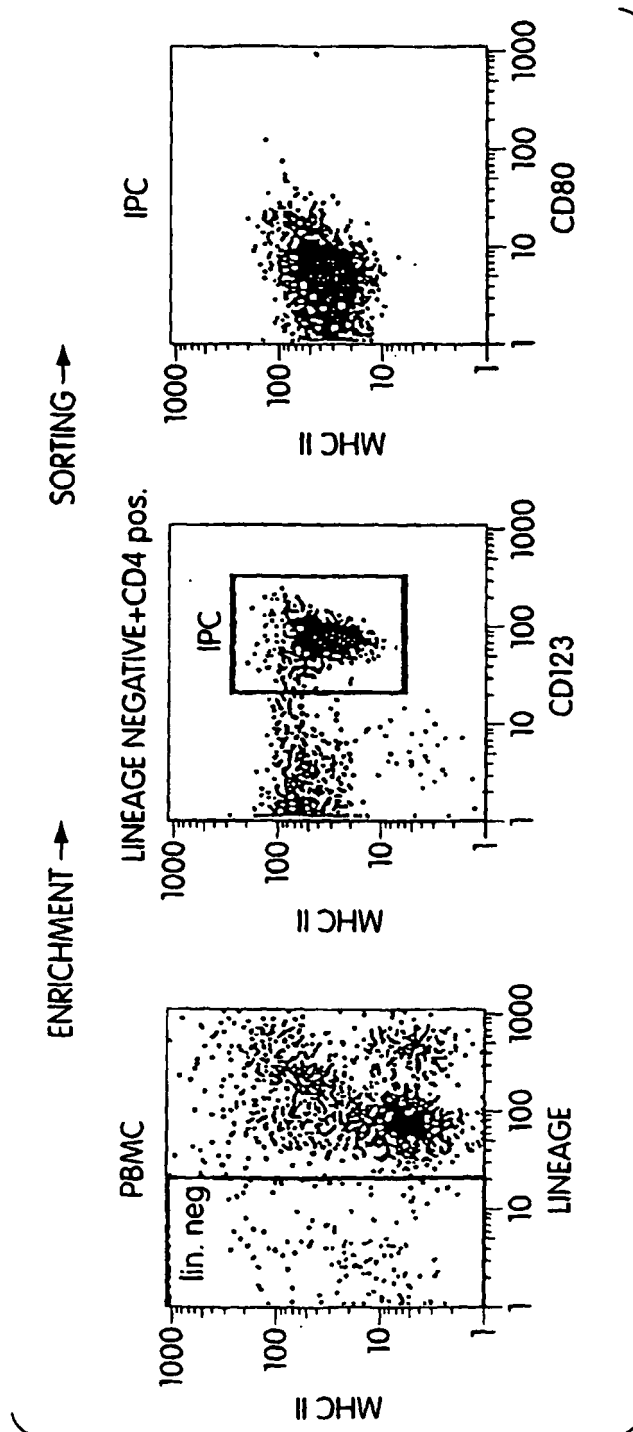 ENRICHMENT → SORTING →
PBMC
lin. neg
1000
100
10
1
MHC II
1 10 100 1000
LINEAGE
LINEAGE NEGATIVE+CD4 pos.
IPC
1000
100
10
1
MHC II
1 10 100 1000
CD123
IPC
1000
100
10
1
MHC II
1 10 100 1000
CD80